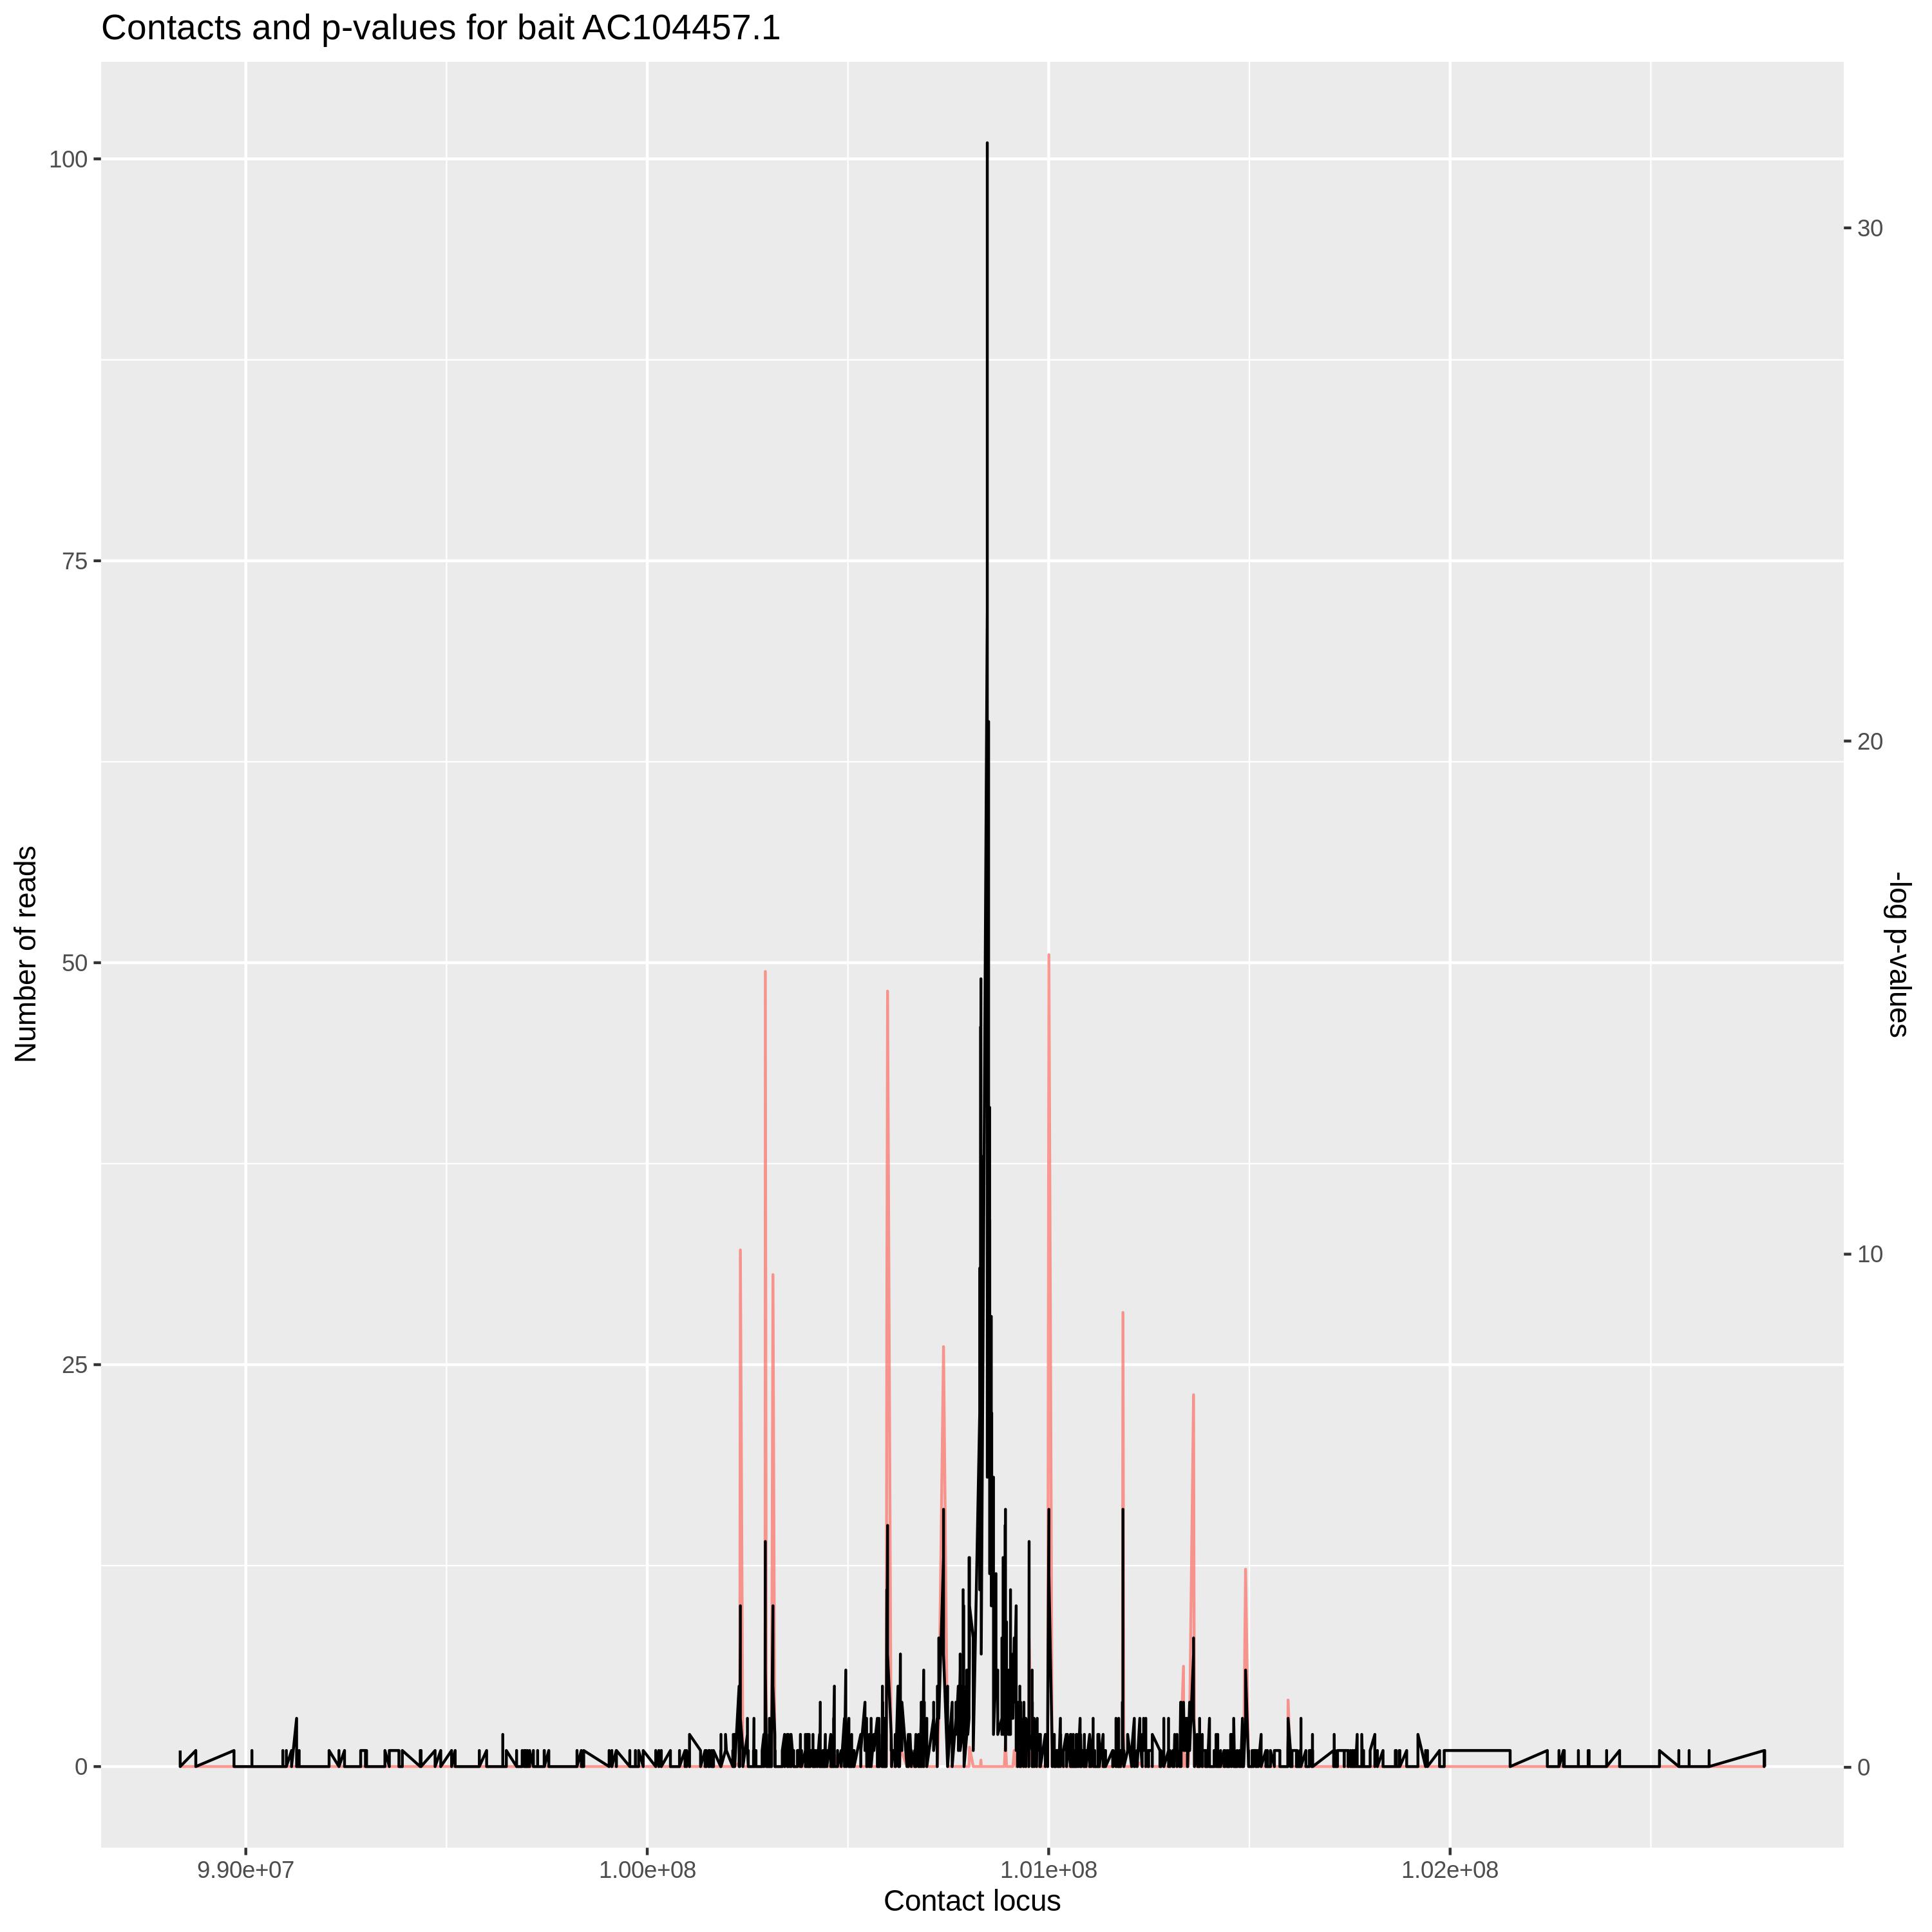 Contacts and p-values for bait AC104457.1
100
75
50
25
0
Number of reads
30
20
10
0
-log p-values
9.90e+07
1.00e+08
1.01e+08
1.02e+08
Contact locus